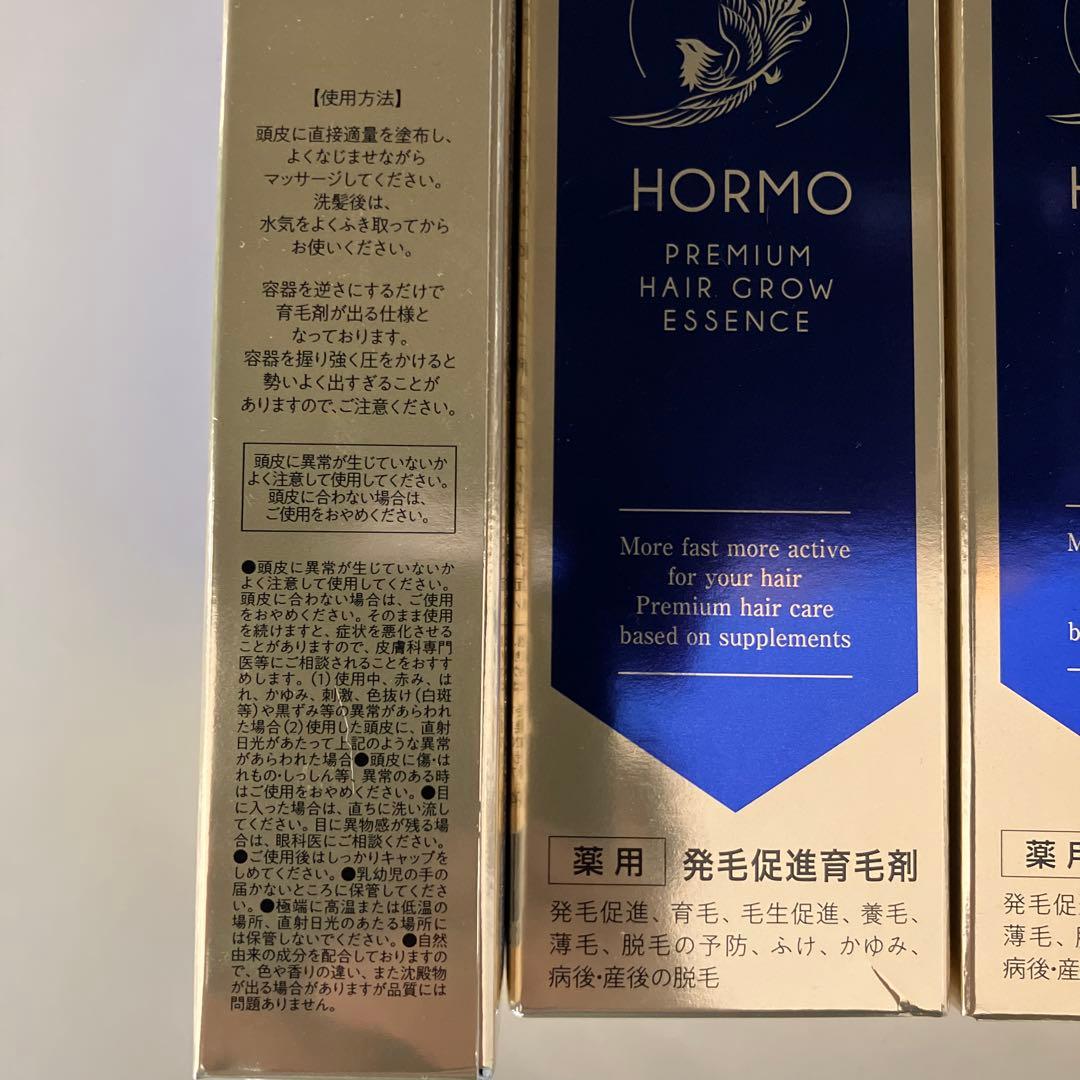 【使用方法】
頭皮に直接適量を塗布し、
よくなじませながら
マッサージしてください。
洗髪後は、
水気をよくふき取ってから
お使いください。
容器を逆さにするだけで
育毛剤が出る仕様と
なっております。
容器を握り強く圧をかけると
勢いよく出すぎることが
ありますので、ご注意ください。
頭皮に異常が生じていないか
よく注意して使用してください。
頭皮に合わない場合は、
ご使用をおやめください。
●頭皮に異常が生じていないか
よく注意して使用してください。
頭皮に合わない場合は、ご使用
をおやめください。そのまま使用
を続けますと、症状を悪化させる
ことがありますので、皮膚科専門
医等にご相談されることをおすす
めします。(1)使用中、赤み、は
れ、かゆみ、刺激、色抜け(白斑
等)や黒ずみ等の異常があらわれ
た場合(2)使用した頭皮に、直射
日光があたって上記のような異常
があらわれた場合●頭皮に傷・は
れもの・しっしん等、異常のある時
はご使用をおやめください。●目
に入った場合は、直ちに洗い流し
てください。目に異物感が残る場
合は、眼科医にご相談ください。
●ご使用後はしっかりキャップを
しめてください。●乳幼児の手の
届かないところに保管してくださ
い。●極端に高温または低温の
場所、直射日光のあたる場所に
は保管しないでください。●自然
由来の成分を配合しておりますの
で、色や香りの違い、また沈殿物
が出る場合がありますが品質には
問題ありません。
HORMO
PREMIUM
HAIR GROW
ESSENCE
More fast more active
for your hair
Premium hair care
based on supplements
薬用 発毛促進育毛剤
発毛促進、育毛、毛生促進、養毛、
薄毛、脱毛の予防、ふけ、かゆみ、
病後・産後の脱毛
H
M
b
薬用
発毛促
薄毛、
病後・産